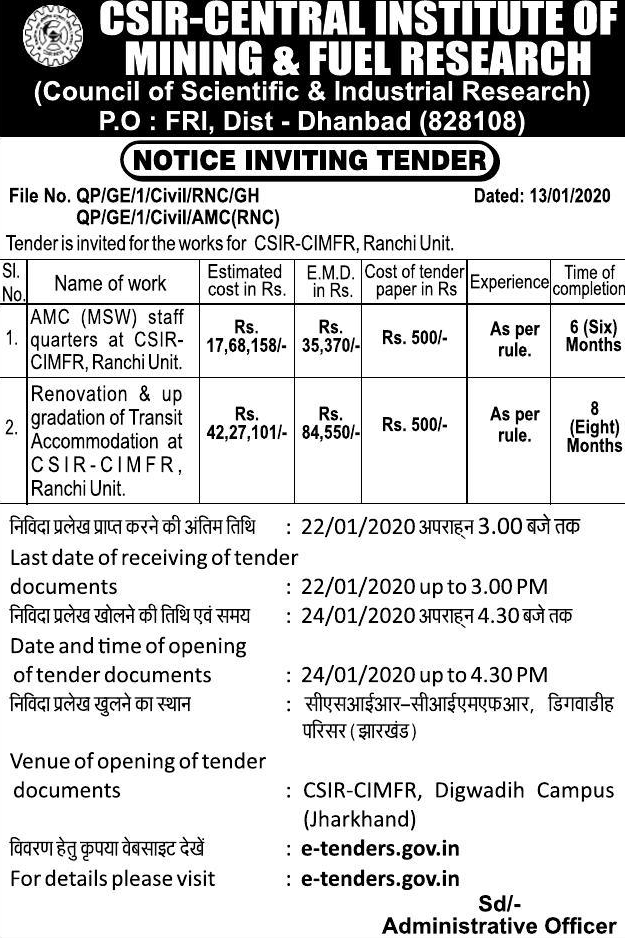 CSIR-CENTRAL INSTITUTE OF
MINING & FUEL RESEARCH
(Council of Scientific & Industrial Research)
P.O : FRI, Dist - Dhanbad (828108)
NOTICE INVITING TENDER
File No. QP/GE/1/Civil/RNC/GH Dated: 13/01/2020
QP/GE/1/Civil/AMC(RNC)
Tender is invited for the works for CSIR-CIMFR, Ranchi Unit.
Sl. No. Name of work Estimated cost in Rs. E.M.D. in Rs. Cost of tender paper in Rs Experience Time of completion
1. AMC (MSW) staff quarters at CSIR-CIMFR, Ranchi Unit. Rs. 17,68,158/- Rs. 35,370/- Rs. 500/- As per rule. 6 (Six) Months
2. Renovation & up gradation of Transit Accommodation at CSIR-CIMFR, Ranchi Unit. Rs. 42,27,101/- Rs. 84,550/- Rs. 500/- As per rule. 8 (Eight) Months
निविदा प्रलेख प्राप्त करने की अंतिम तिथि : 22/01/2020 अपराह्न 3.00 बजे तक
Last date of receiving of tender
documents : 22/01/2020 up to 3.00 PM
निविदा प्रलेख खोलने की तिथि एवं समय : 24/01/2020 अपराह्न 4.30 बजे तक
Date and time of opening
of tender documents : 24/01/2020 up to 4.30 PM
निविदा प्रलेख खुलने का स्थान : सीएसआईआर–सीआईएमएफआर, डिगवाडीह
परिसर (झारखंड)
Venue of opening of tender
documents : CSIR-CIMFR, Digwadih Campus
(Jharkhand)
विवरण हेतु कृपया वेबसाइट देखें : e-tenders.gov.in
For details please visit : e-tenders.gov.in
Sd/-
Administrative Officer